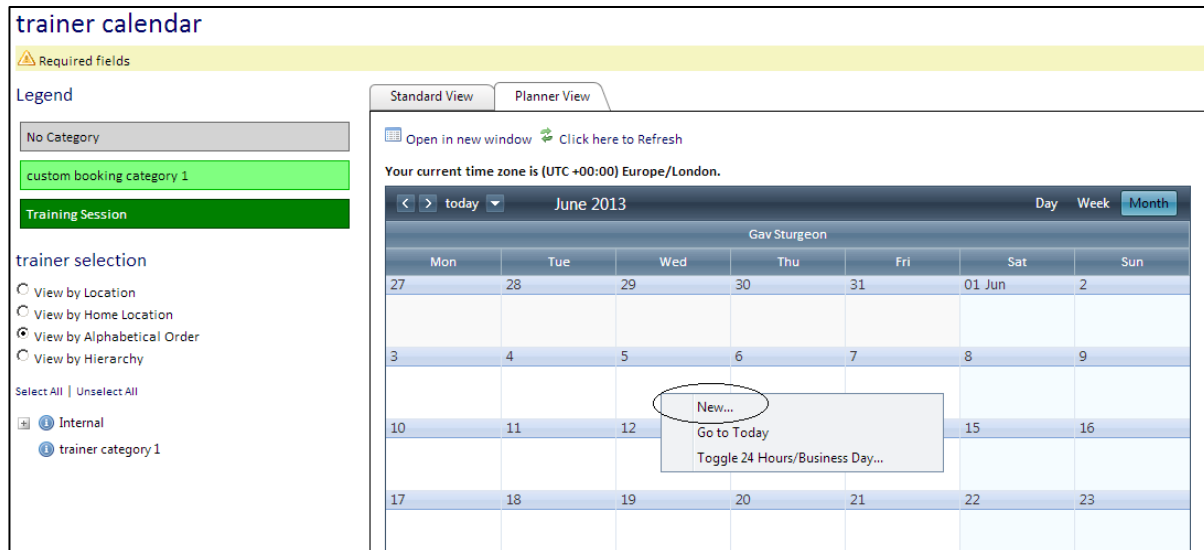 trainer calendar
Required fields
Legend
No Category
custom booking category 1
Training Session
trainer selection
View by Location
View by Home Location
View by Alphabetical Order
View by Hierarchy
Select All | Unselect All
Internal
trainer category 1
Standard View Planner View
Open in new window Click here to Refresh
Your current time zone is (UTC +00:00) Europe/London.
today June 2013 Day Week Month
Gav Sturgeon
Mon Tue Wed Thu Fri Sat Sun
27 28 29 30 31 01 Jun 2
3 4 5 6 7 8 9
New...
10 11 12 15 16
Go to Today
Toggle 24 Hours/Business Day...
17 18 19 20 21 22 23